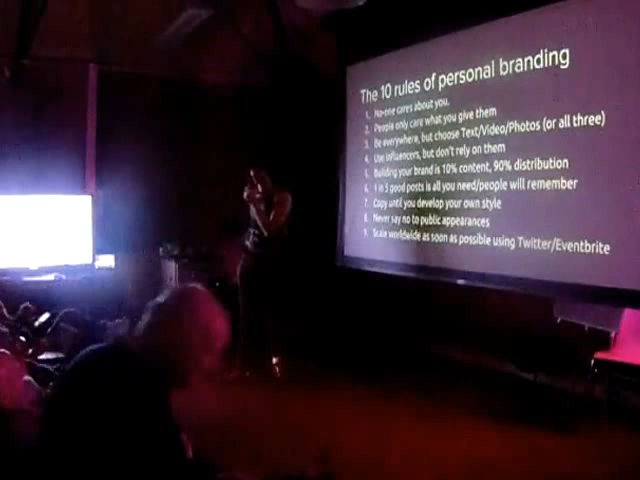 The 10 rules of personal branding
1. No-one cares about you.
2. People only care what you give them
3. Be everywhere, but choose Text/Video/Photos (or all three)
4. Use influencers, but don't rely on them
5. Building your brand is 10% content, 90% distribution
6. 1 in 5 good posts is all you need/people will remember
7. Copy until you develop your own style
8. Never say no to public appearances
9. Scale worldwide as soon as possible using Twitter/Eventbrite